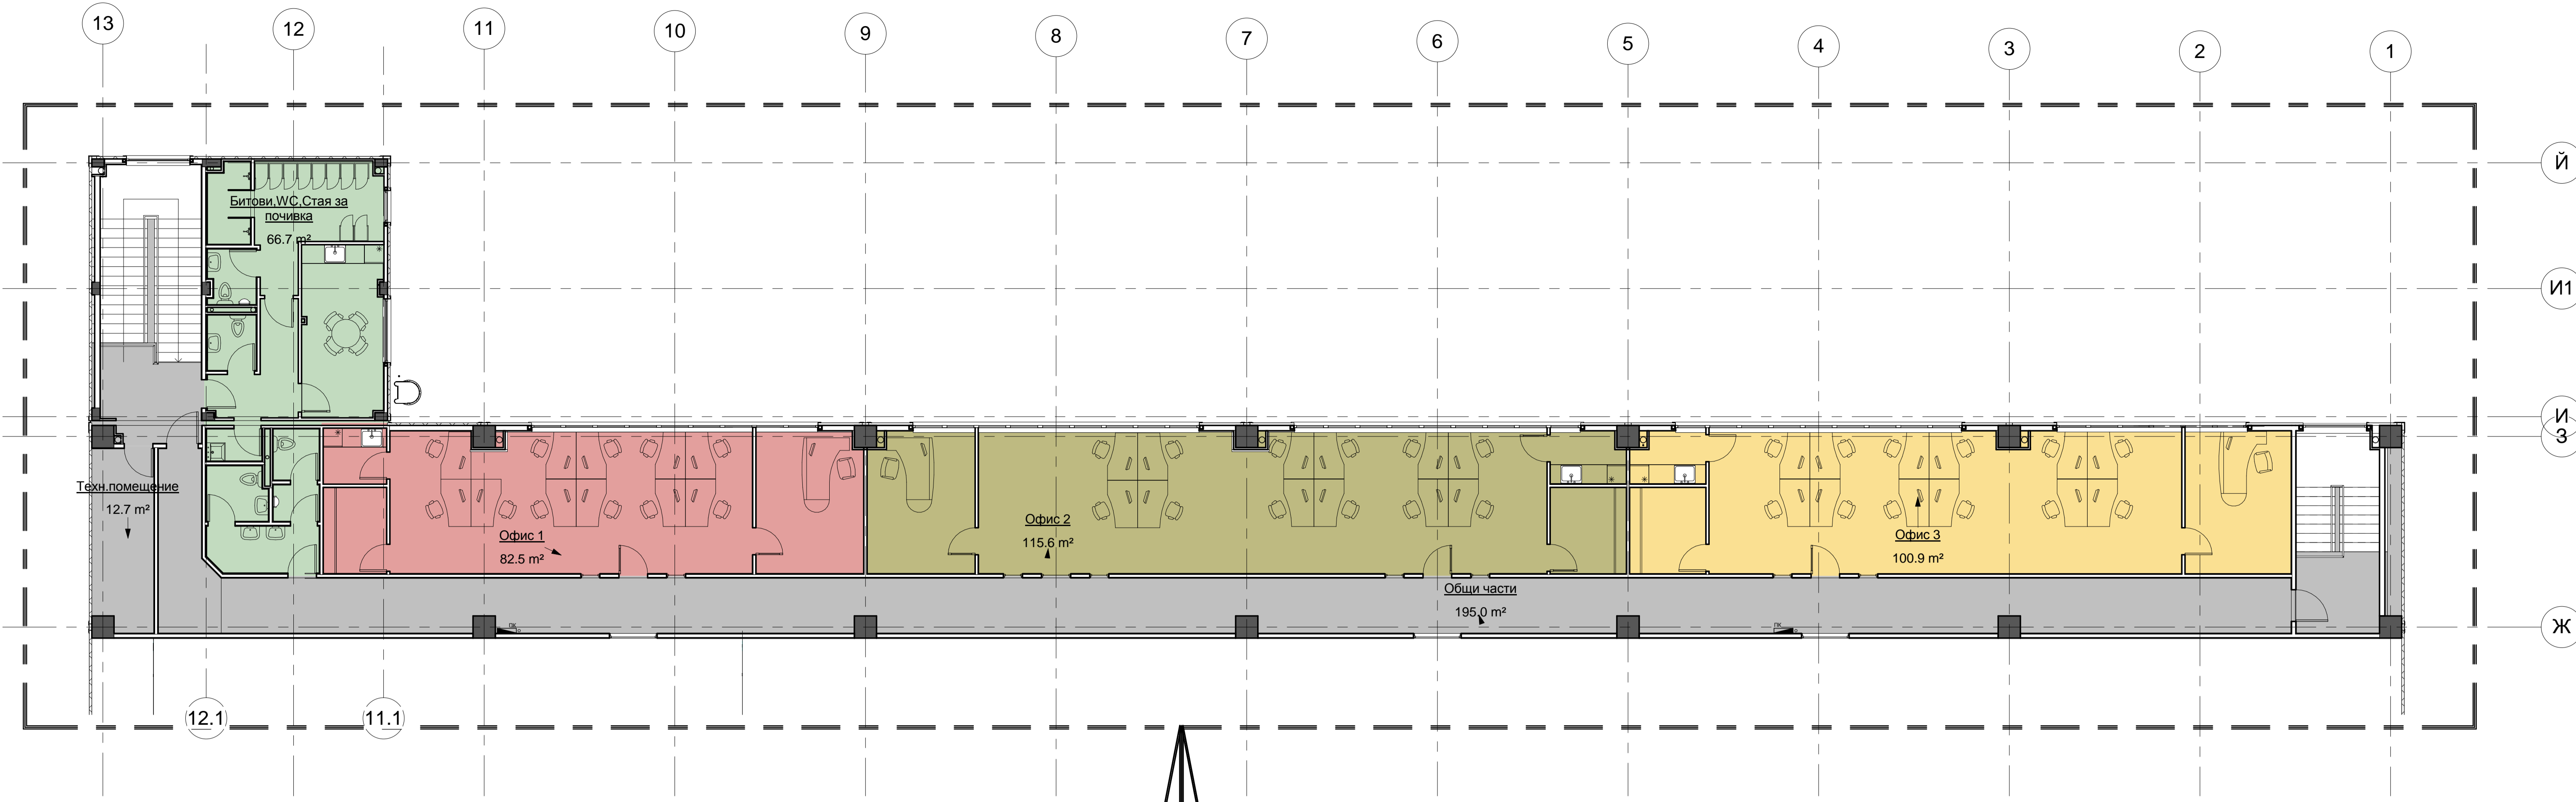 13
12
11
10
9
8
7
6
5
4
3
2
1
Й
Битови,WC,Стая за
почивка
66.7 m²
И1
И
З
Техн.помещение
12.7 m²
Офис 1
82.5 m²
Офис 2
115.6 m²
Офис 3
100.9 m²
Общи части
195.0 m²
ПК
ПК
Ж
12.1
11.1